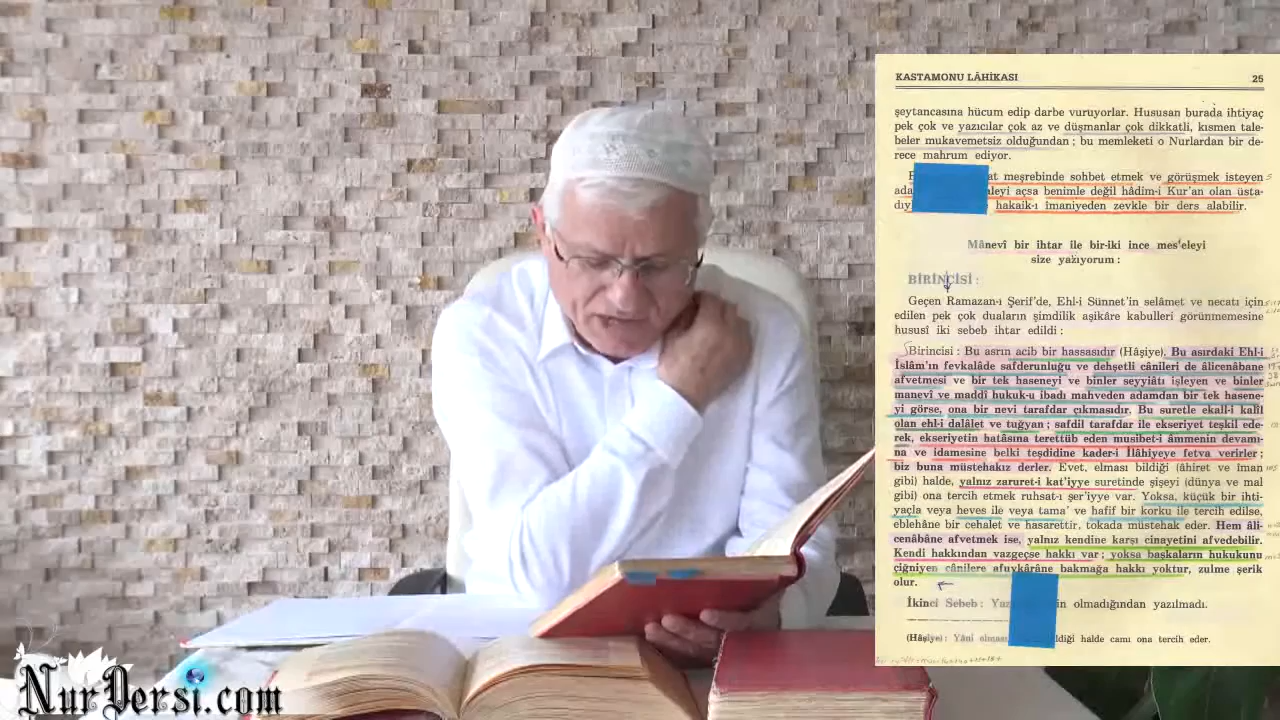 KASTAMONU LÂHİKASI 25
şeytancasına hücum edip darbe vuruyorlar. Hususan burada ihtiyaç
pek çok ve yazıcılar çok az ve düşmanlar çok dikkatli, kısmen tale-
beler mukavemetsiz olduğundan ; bu memleketi o Nurlardan bir de-
rece mahrum ediyor.
meşrebinde sohbet etmek ve görüşmek isteyen
açsa benimle değil hâdim-i Kur'an olan üsta-
hakaik-ı imaniyeden zevkle bir ders alabilir.
Mânevî bir ihtar ile bir-iki ince mes'eleyi
size yazıyorum :
BİRİNCİSİ :
Geçen Ramazan-ı Şerif'de, Ehl-i Sünnet'in selâmet ve necatı için
edilen pek çok duaların şimdilik aşikâre kabulleri görünmemesine
hususî iki sebeb ihtar edildi :
Birincisi : Bu asrın acib bir hassasıdır (Hâşiye). Bu asırdaki Ehl-i
İslâm'ın fevkalâde safderunluğu ve dehşetli cânileri de âlicenâbane
afvetmesi ve bir tek haseneyi ve binler seyyiâtı işleyen ve binler
manevî ve maddî hukuk-u ibadı mahveden adamdan bir tek hasene-
yi görse, ona bir nevi tarafdar çıkmasıdır. Bu suretle ekall-i kalîl
olan ehl-i dalâlet ve tuğyan ; safdil tarafdar ile ekseriyet teşkil ede-
rek, ekseriyetin hatâsına terettüb eden musibet-i âmmenin devamı-
na ve idamesine belki teşdidine kader-i İlâhiyeye fetva verirler ;
biz buna müstehakız derler. Evet, elması bildiği (âhiret ve iman
gibi) halde, yalnız zaruret-i kat'iyye suretinde şişeyi (dünya ve mal
gibi) ona tercih etmek ruhsat-ı şer'iyye var. Yoksa, küçük bir ihti-
yaçla veya heves ile veya tama' ve hafif bir korku ile tercih edilse,
eblehâne bir cehalet ve hasarettir, tokada müstehak eder. Hem âli-
cenâbâne afvetmek ise, yalnız kendine karşı cinayetini afvedebilir.
Kendi hakkından vazgeçse hakkı var ; yoksa başkaların hukukunu
çiğniyen cânilere afuvkârâne bakmağa hakkı yoktur, zulme şerik
olur.
İkinci Sebeb : olmadığından yazılmadı.
(Hâşiye) : Yâni halde camı ona tercih eder.
NurDersi.com